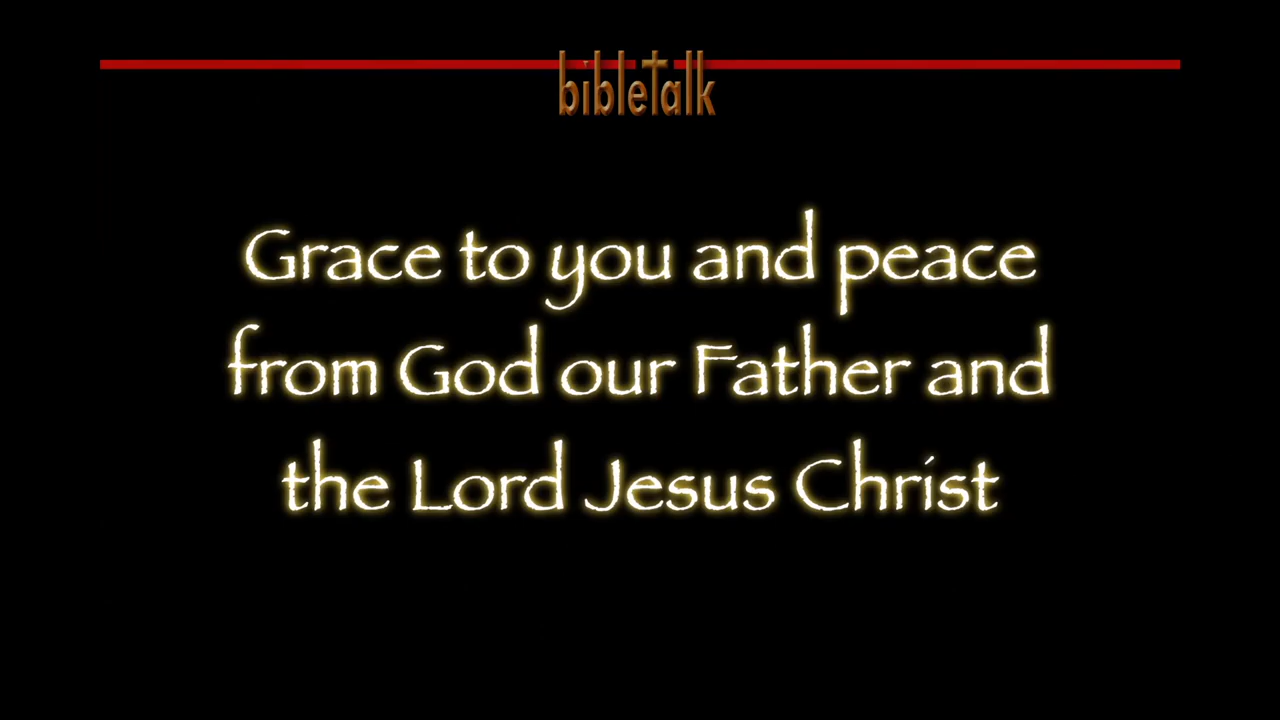 bibleTalk
Grace to you and peace
from God our Father and
the Lord Jesus Christ